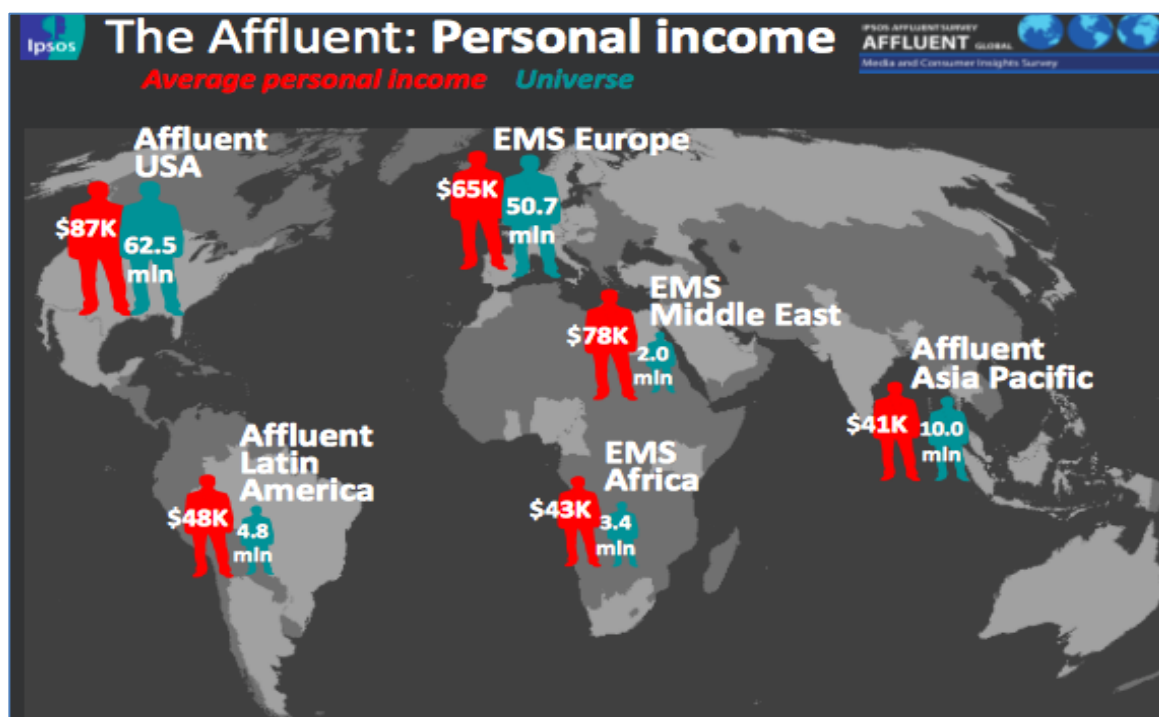 Ipsos
The Affluent: Personal income
IPSOS AFFLUENT SURVEY
AFFLUENT GLOBAL
Media and Consumer Insights Survey
Average personal income Universe
Affluent
USA
$87K
62.5
mln
EMS Europe
$65K
50.7
mln
EMS
Middle East
$78K
2.0
mln
Affluent
Asia Pacific
$41K
10.0
mln
Affluent
Latin
America
$48K
4.8
mln
EMS
Africa
$43K
3.4
mln